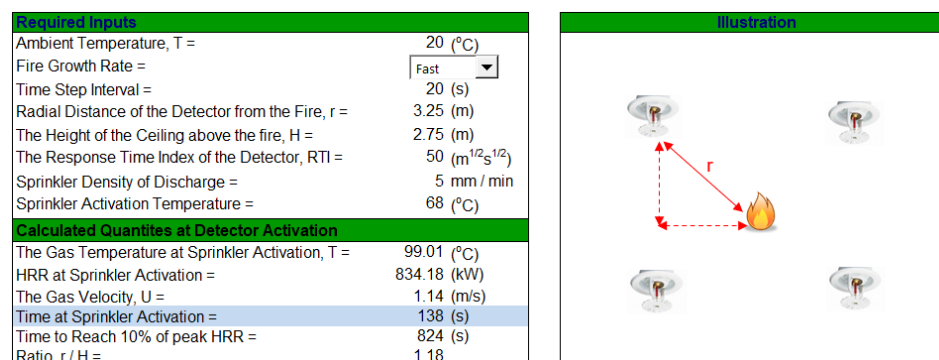 Required Inputs
Ambient Temperature, T = 20 (°C)
Fire Growth Rate = Fast
Time Step Interval = 20 (s)
Radial Distance of the Detector from the Fire, r = 3.25 (m)
The Height of the Ceiling above the fire, H = 2.75 (m)
The Response Time Index of the Detector, RTI = 50 (m^1/2 s^1/2)
Sprinkler Density of Discharge = 5 mm / min
Sprinkler Activation Temperature = 68 (°C)
Calculated Quantites at Detector Activation
The Gas Temperature at Sprinkler Activation, T = 99.01 (°C)
HRR at Sprinkler Activation = 834.18 (kW)
The Gas Velocity, U = 1.14 (m/s)
Time at Sprinkler Activation = 138 (s)
Time to Reach 10% of peak HRR = 824 (s)
Ratio, r / H = 1.18
Illustration
r